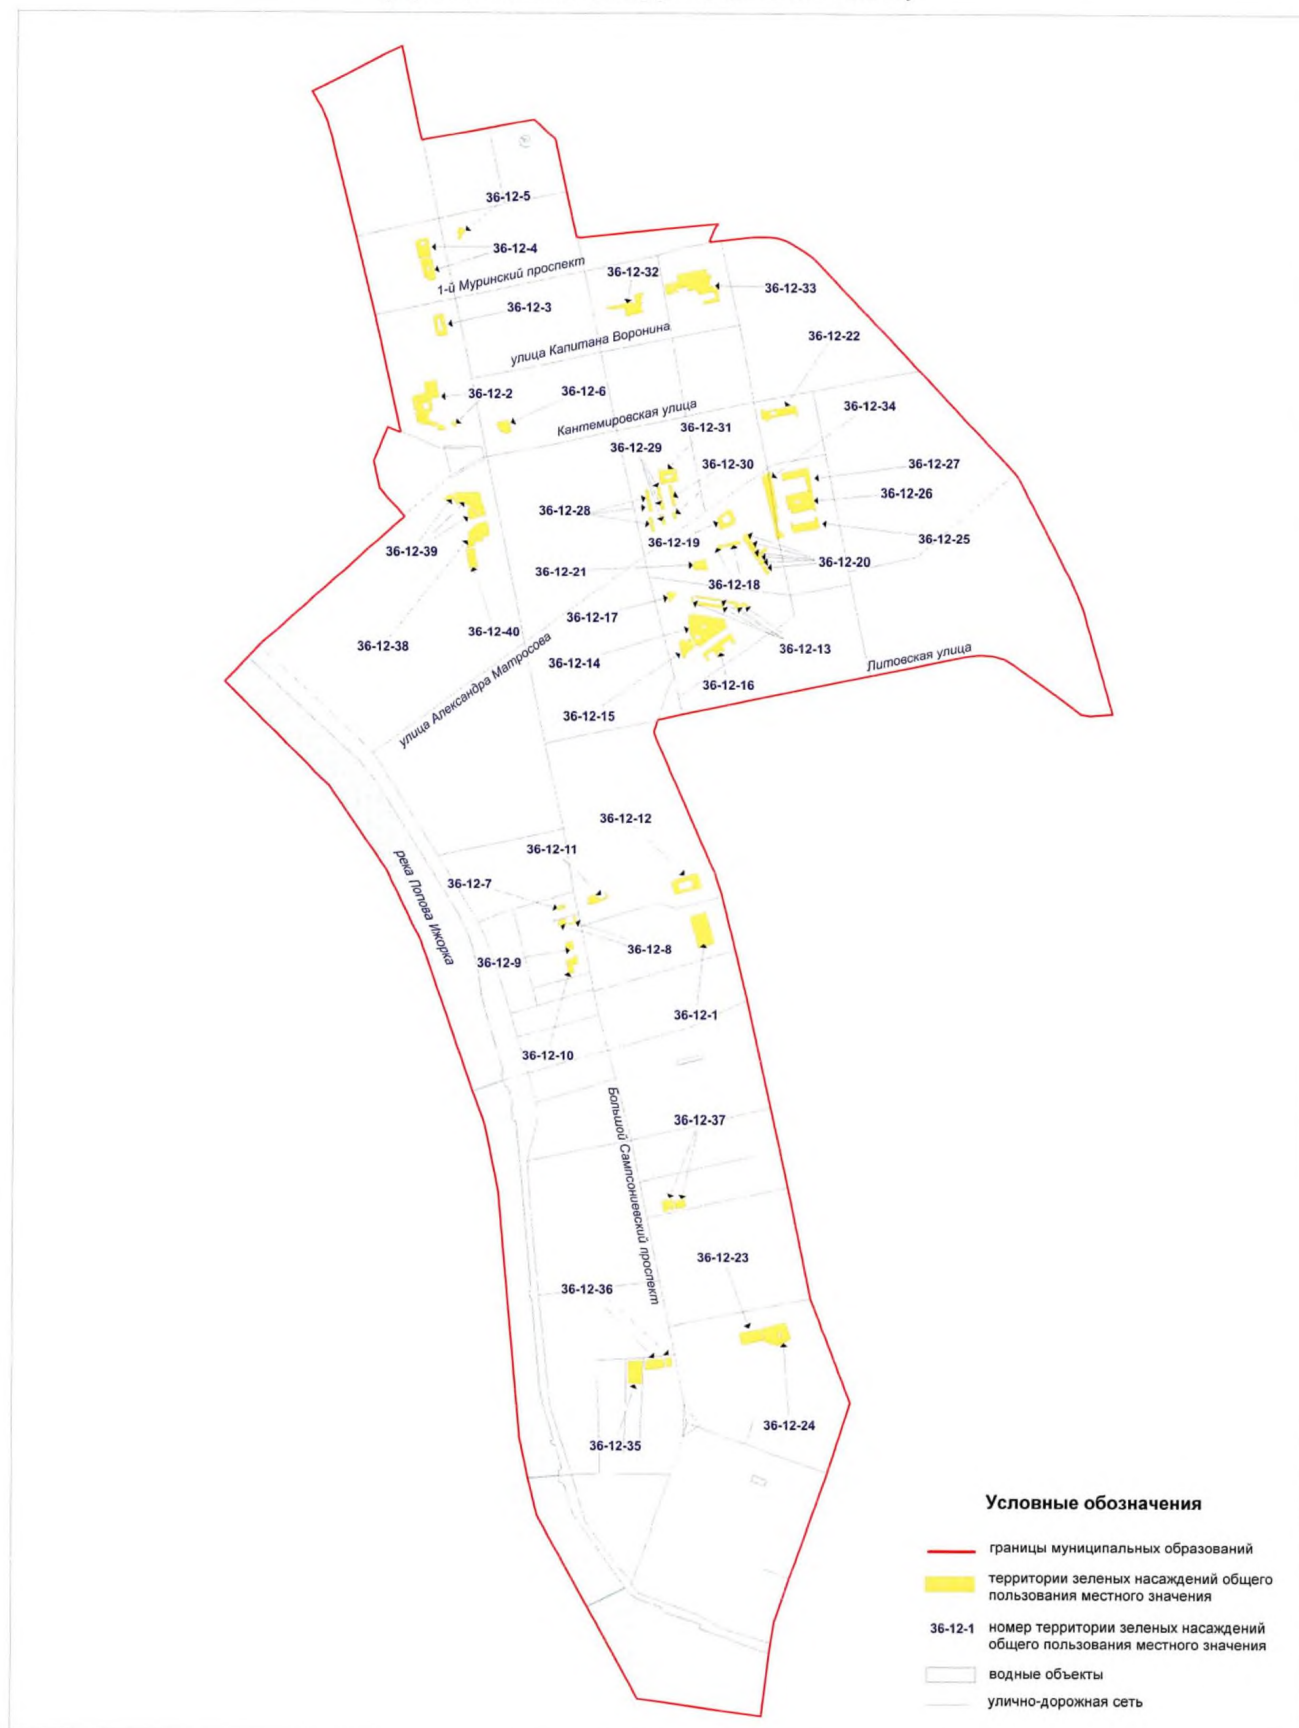 36-12-5
36-12-4
1-й Муринский проспект
36-12-32
36-12-33
36-12-3
улица Капитана Воронина
36-12-22
36-12-2
36-12-6
Кантемировская улица
36-12-34
36-12-31
36-12-29
36-12-30
36-12-27
36-12-26
36-12-28
36-12-39
36-12-19
36-12-25
36-12-21
36-12-20
36-12-18
36-12-17
36-12-38
36-12-40
36-12-13
улица Александра Матросова
36-12-14
Литовская улица
36-12-16
36-12-15
36-12-12
36-12-11
36-12-7
река Попова Ижорка
36-12-8
36-12-9
36-12-1
36-12-10
Большой Сампсониевский проспект
36-12-37
36-12-23
36-12-36
36-12-24
36-12-35
Условные обозначения
границы муниципальных образований
территории зеленых насаждений общего
пользования местного значения
36-12-1 номер территории зеленых насаждений
общего пользования местного значения
водные объекты
улично-дорожная сеть